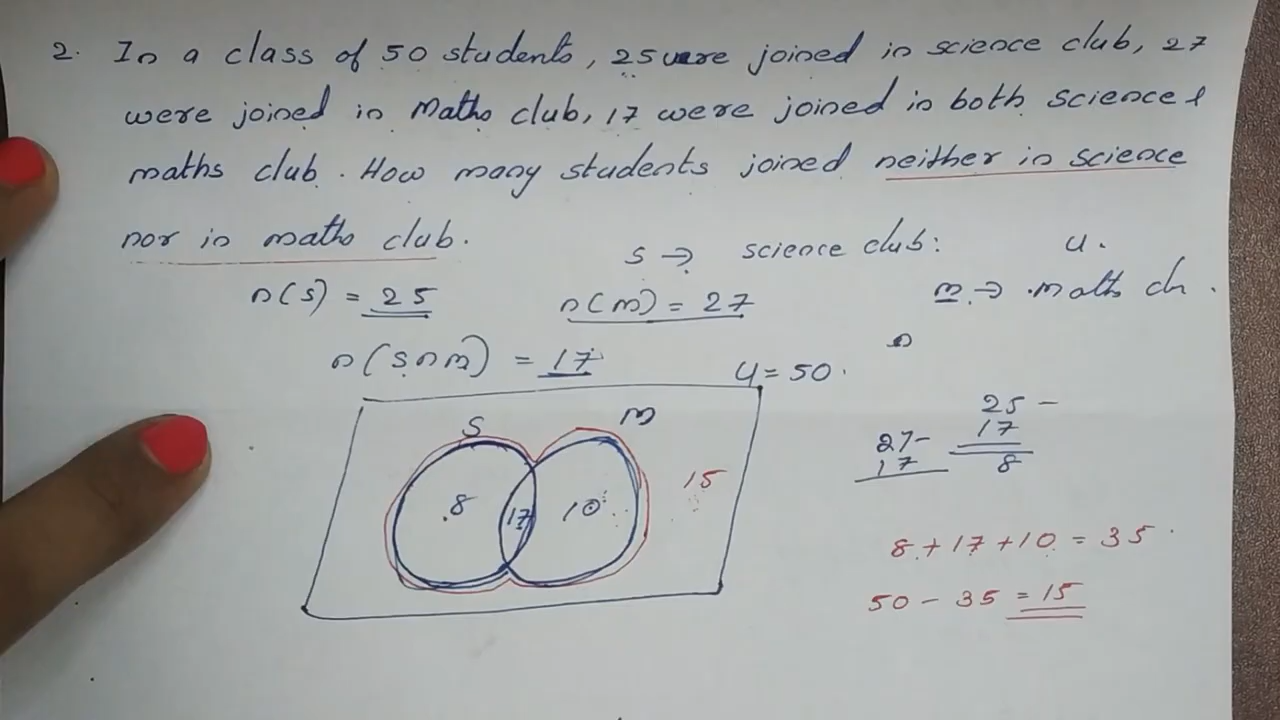 2. In a class of 50 students, 25 were joined in science club, 27
were joined in Maths club, 17 were joined in both science &
maths club. How many students joined neither in science
nor in maths club.
S → science club: U.
n(S) = 25 n(M) = 27 M → Maths ch.
n
n(S∩M) = 17 U = 50.
S M
8 17 10 15
25 -
17
8
27-
17
8 + 17 + 10 = 35
50 - 35 = 15